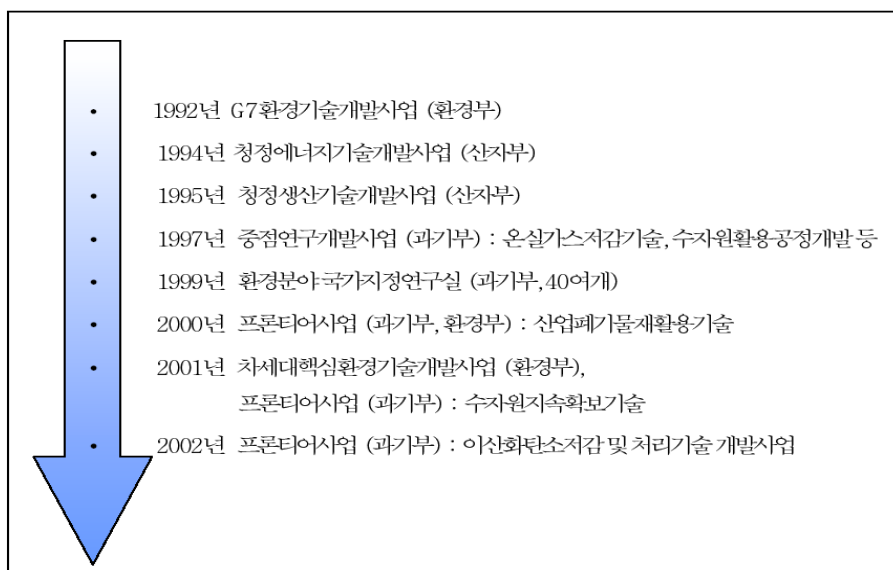 • 1992년 G7환경기술개발사업 (환경부)
• 1994년 청정에너지기술개발사업 (산자부)
• 1995년 청정생산기술개발사업 (산자부)
• 1997년 중점연구개발사업 (과기부) : 온실가스저감기술, 수자원활용공정개발 등
• 1999년 환경분야국가지정연구실 (과기부, 40여개)
• 2000년 프론티어사업 (과기부, 환경부) : 산업폐기물재활용기술
• 2001년 차세대핵심환경기술개발사업 (환경부),
프론티어사업 (과기부) : 수자원지속확보기술
• 2002년 프론티어사업 (과기부) : 이산화탄소저감 및 처리기술 개발사업